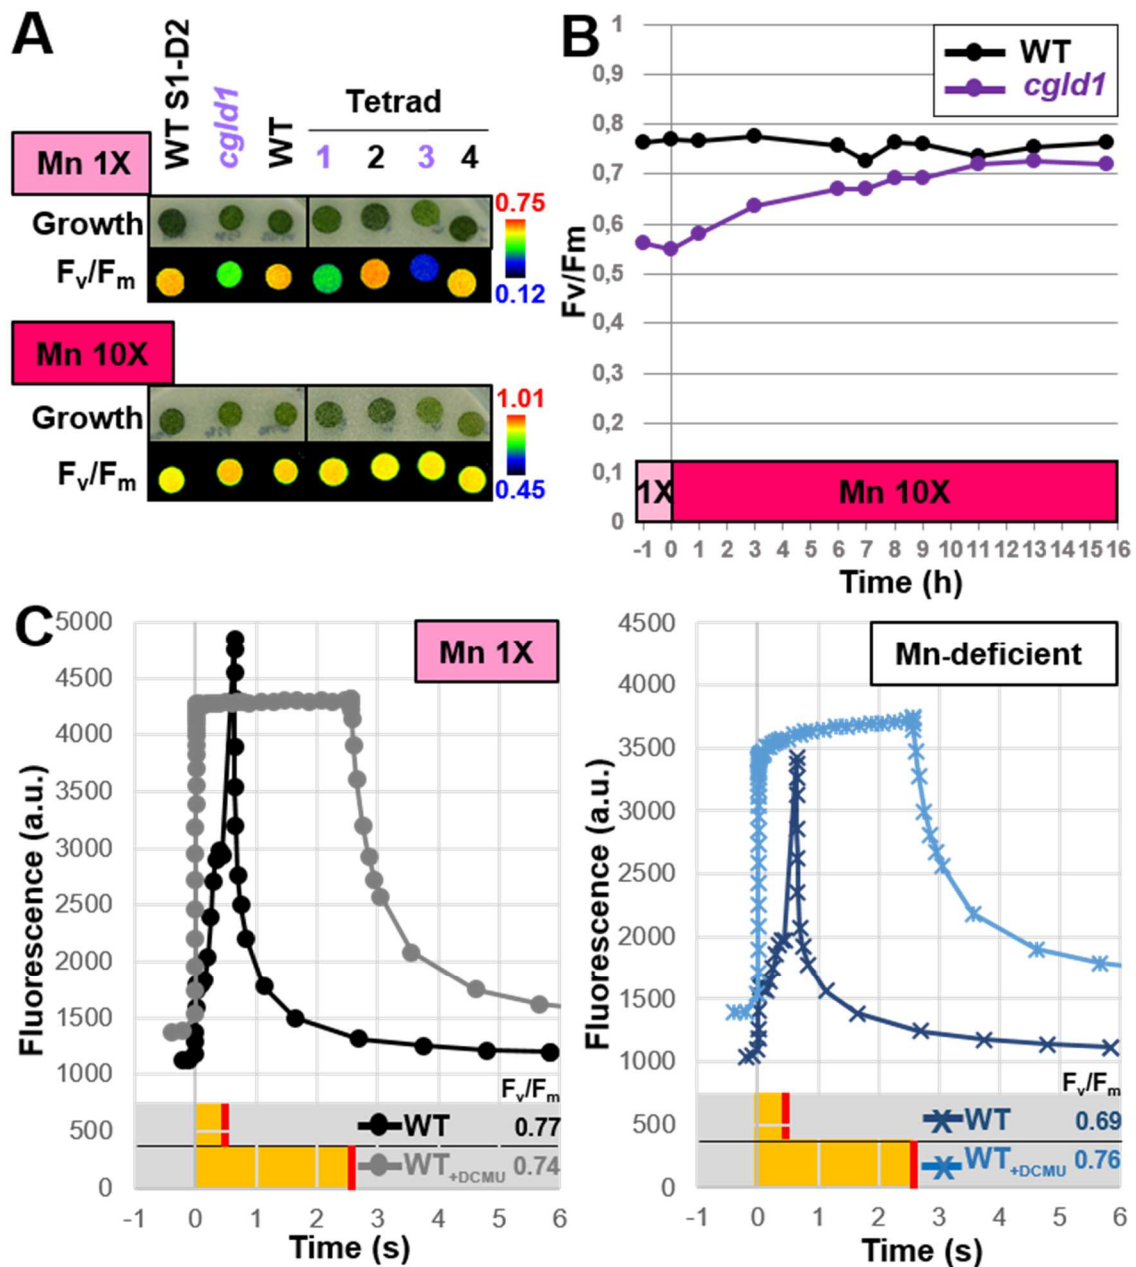 A
WT S1-D2
cgld1
WT
Tetrad
1 2 3 4
Mn 1X
Growth
Fv/Fm
0.75
0.12
Mn 10X
Growth
Fv/Fm
1.01
0.45
B
WT
cgld1
1
0,9
0,8
0,7
0,6
0,5
0,4
0,3
0,2
0,1
0
Fv/Fm
1X
Mn 10X
-1 0 1 2 3 4 5 6 7 8 9 10 11 12 13 14 15 16
Time (h)
C
Mn 1X
5000
4500
4000
3500
3000
2500
2000
1500
1000
500
0
Fluorescence (a.u.)
Fv/Fm
WT 0.77
WT+DCMU 0.74
-1 0 1 2 3 4 5 6
Time (s)
Mn-deficient
4500
4000
3500
3000
2500
2000
1500
1000
500
0
Fluorescence (a.u.)
Fv/Fm
WT 0.69
WT+DCMU 0.76
-1 0 1 2 3 4 5 6
Time (s)